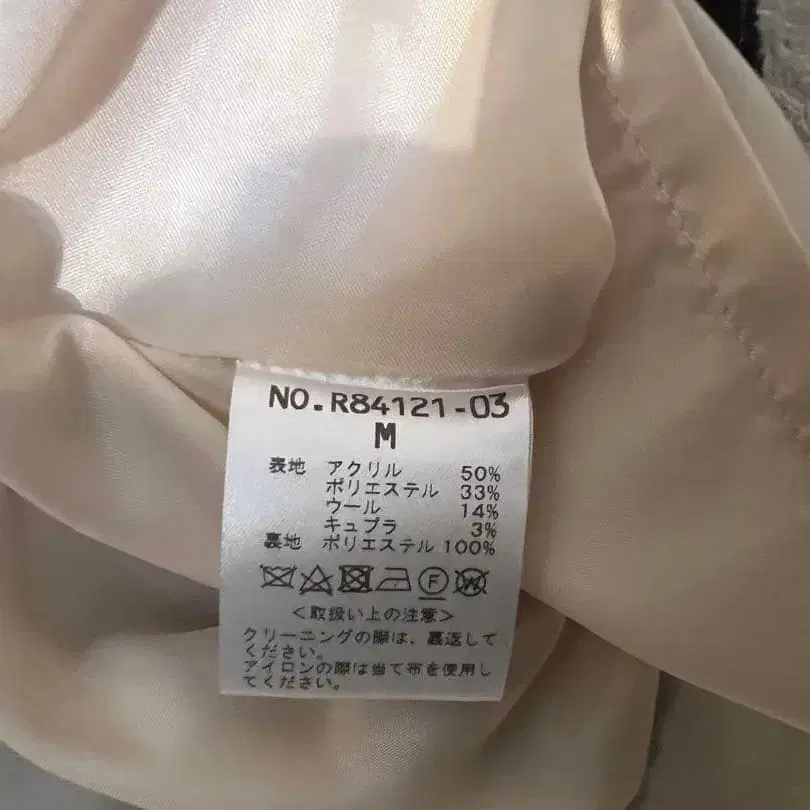 NO.R84121-03
M
表地 アクリル 50%
ポリエステル 33%
ウール 14%
キュプラ 3%
裏地 ポリエステル 100%
F W
<取扱い上の注意>
クリーニングの際は、裏返して
ください。
アイロンの際は当て布を使用し
てください。